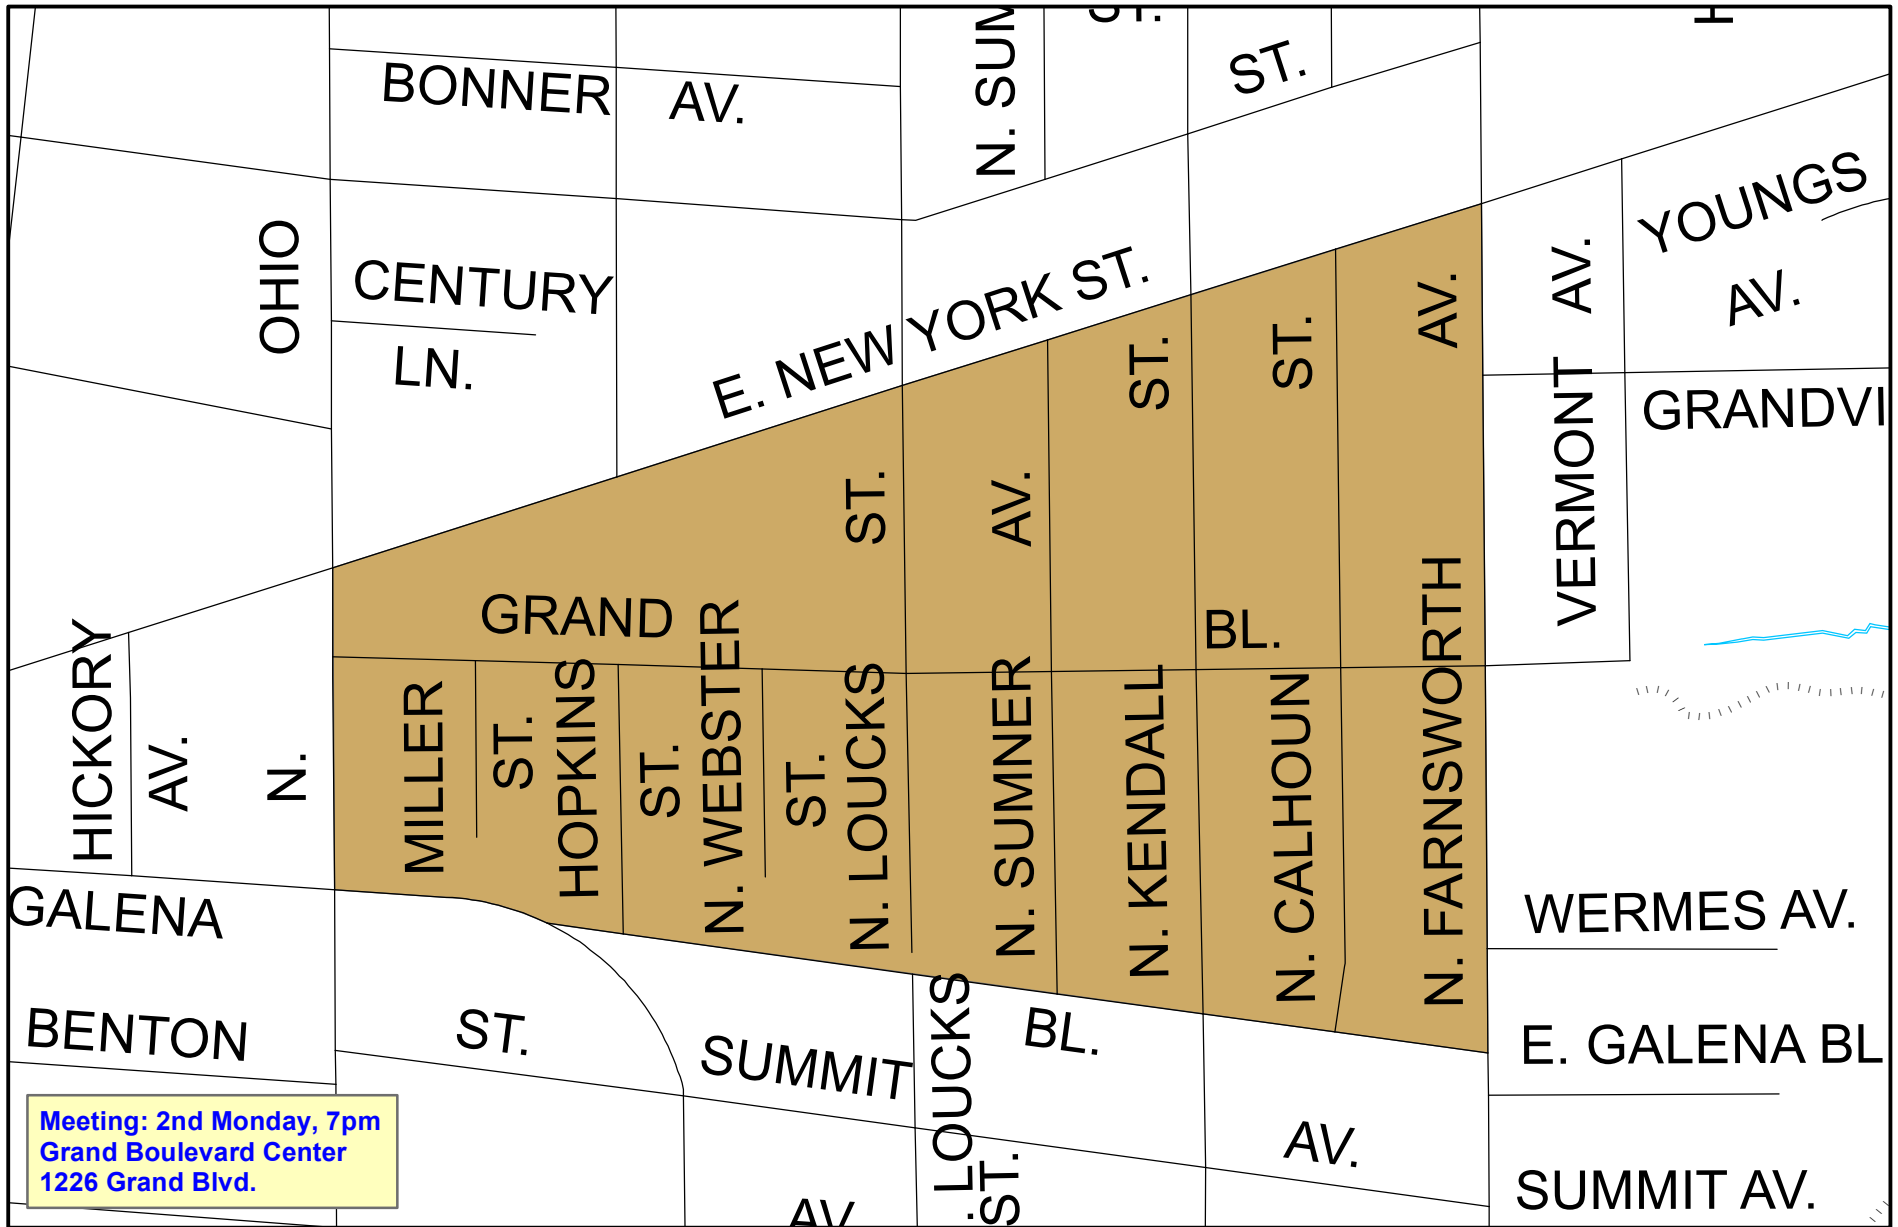 BONNER AV.
N. SUM
ST.
ST.
H
OHIO
CENTURY
LN.
E. NEW YORK ST.
ST.
ST.
AV.
VERMONT AV.
YOUNGS
AV.
GRANDVI
ST.
AV.
GRAND BL.
HICKORY
AV.
N.
MILLER
ST.
HOPKINS
ST.
N. WEBSTER
ST.
N. LOUCKS
N. SUMNER
N. KENDALL
N. CALHOUN
N. FARNSWORTH
GALENA
BL.
WERMES AV.
BENTON ST.
SUMMIT
AV.
LOUCKS
ST.
E. GALENA BL
SUMMIT AV.
AV
Meeting: 2nd Monday, 7pm
Grand Boulevard Center
1226 Grand Blvd.